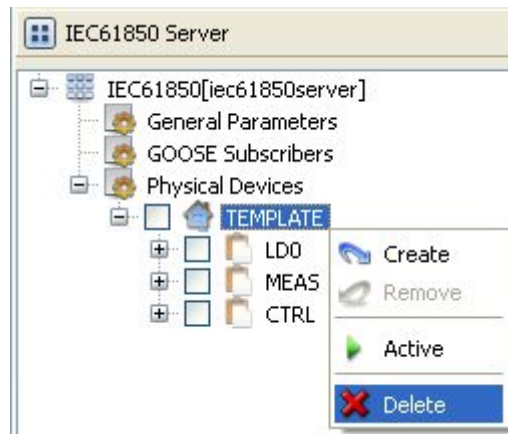 IEC61850 Server
IEC61850[iec61850server]
General Parameters
GOOSE Subscribers
Physical Devices
TEMPLATE
LD0
MEAS
CTRL
Create
Remove
Active
Delete